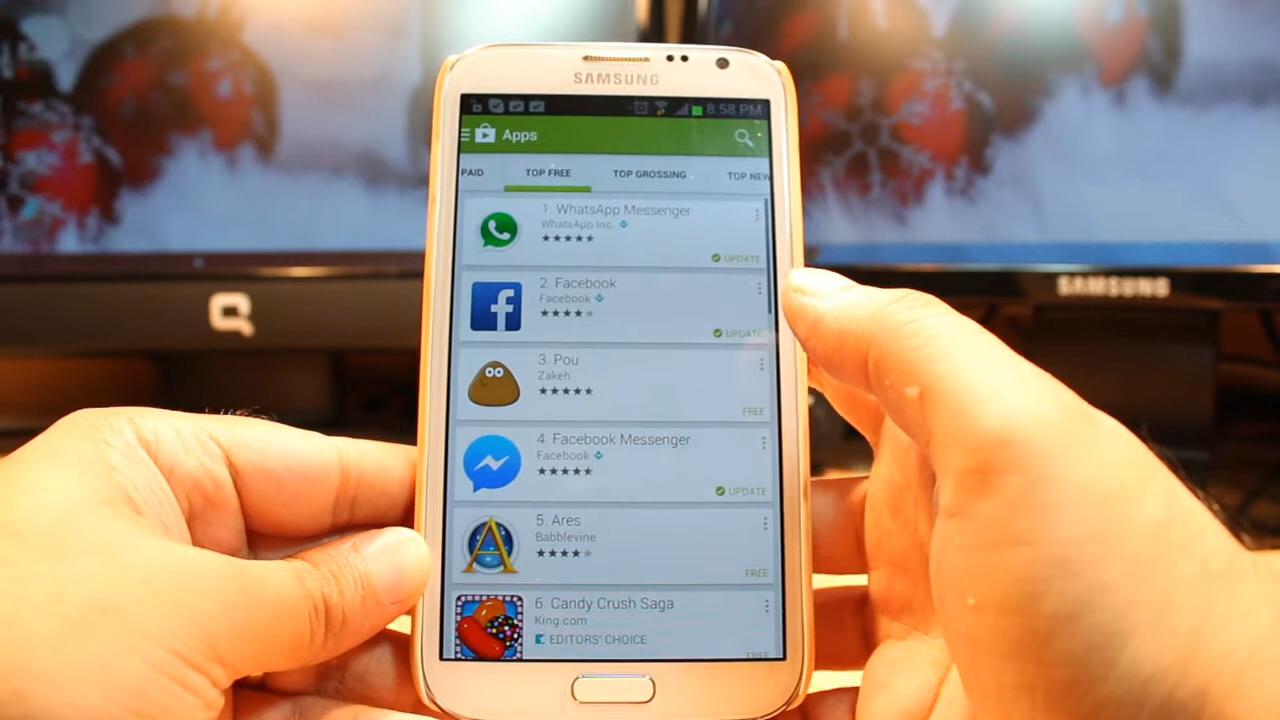 SAMSUNG
8:58 PM
Apps
PAID TOP FREE TOP GROSSING TOP NEW
1. WhatsApp Messenger
WhatsApp Inc.
UPDATE
2. Facebook
Facebook
UPDATE
3. Pou
Zakeh
FREE
4. Facebook Messenger
Facebook
UPDATE
5. Ares
Babblevine
FREE
6. Candy Crush Saga
King.com
EDITORS' CHOICE
FREE
SAMSUNG